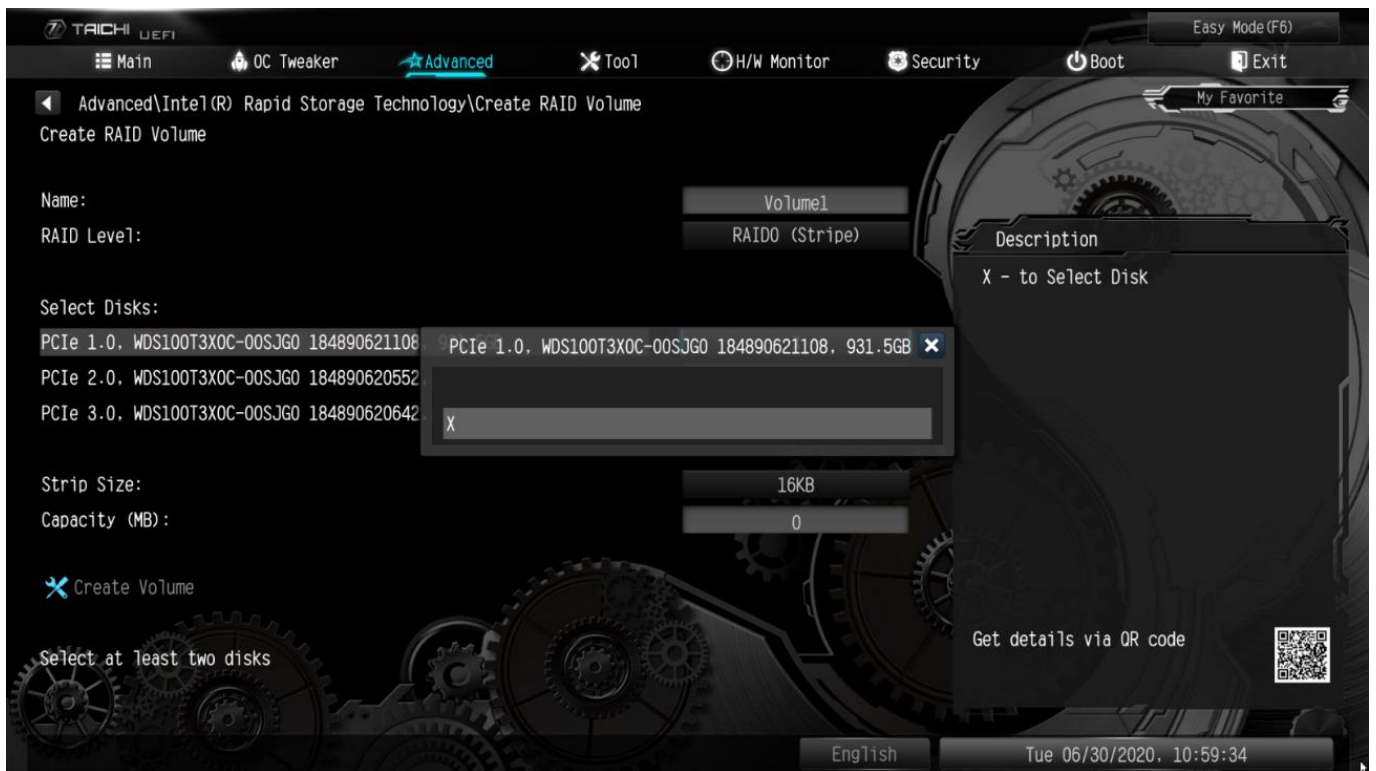 TAICHI UEFI
Easy Mode(F6)
Main OC Tweaker Advanced Tool H/W Monitor Security Boot Exit
My Favorite
Advanced\Intel(R) Rapid Storage Technology\Create RAID Volume
Create RAID Volume
Name: Volume1
RAID Level: RAID0 (Stripe)
Description
X - to Select Disk
Select Disks:
PCIe 1.0, WDS100T3X0C-00SJG0 184890621108
PCIe 1.0, WDS100T3X0C-00SJG0 184890621108, 931.5GB
PCIe 2.0, WDS100T3X0C-00SJG0 184890620552,
PCIe 3.0, WDS100T3X0C-00SJG0 184890620642,
X
Strip Size: 16KB
Capacity (MB): 0
Create Volume
Select at least two disks
Get details via QR code
English
Tue 06/30/2020, 10:59:34